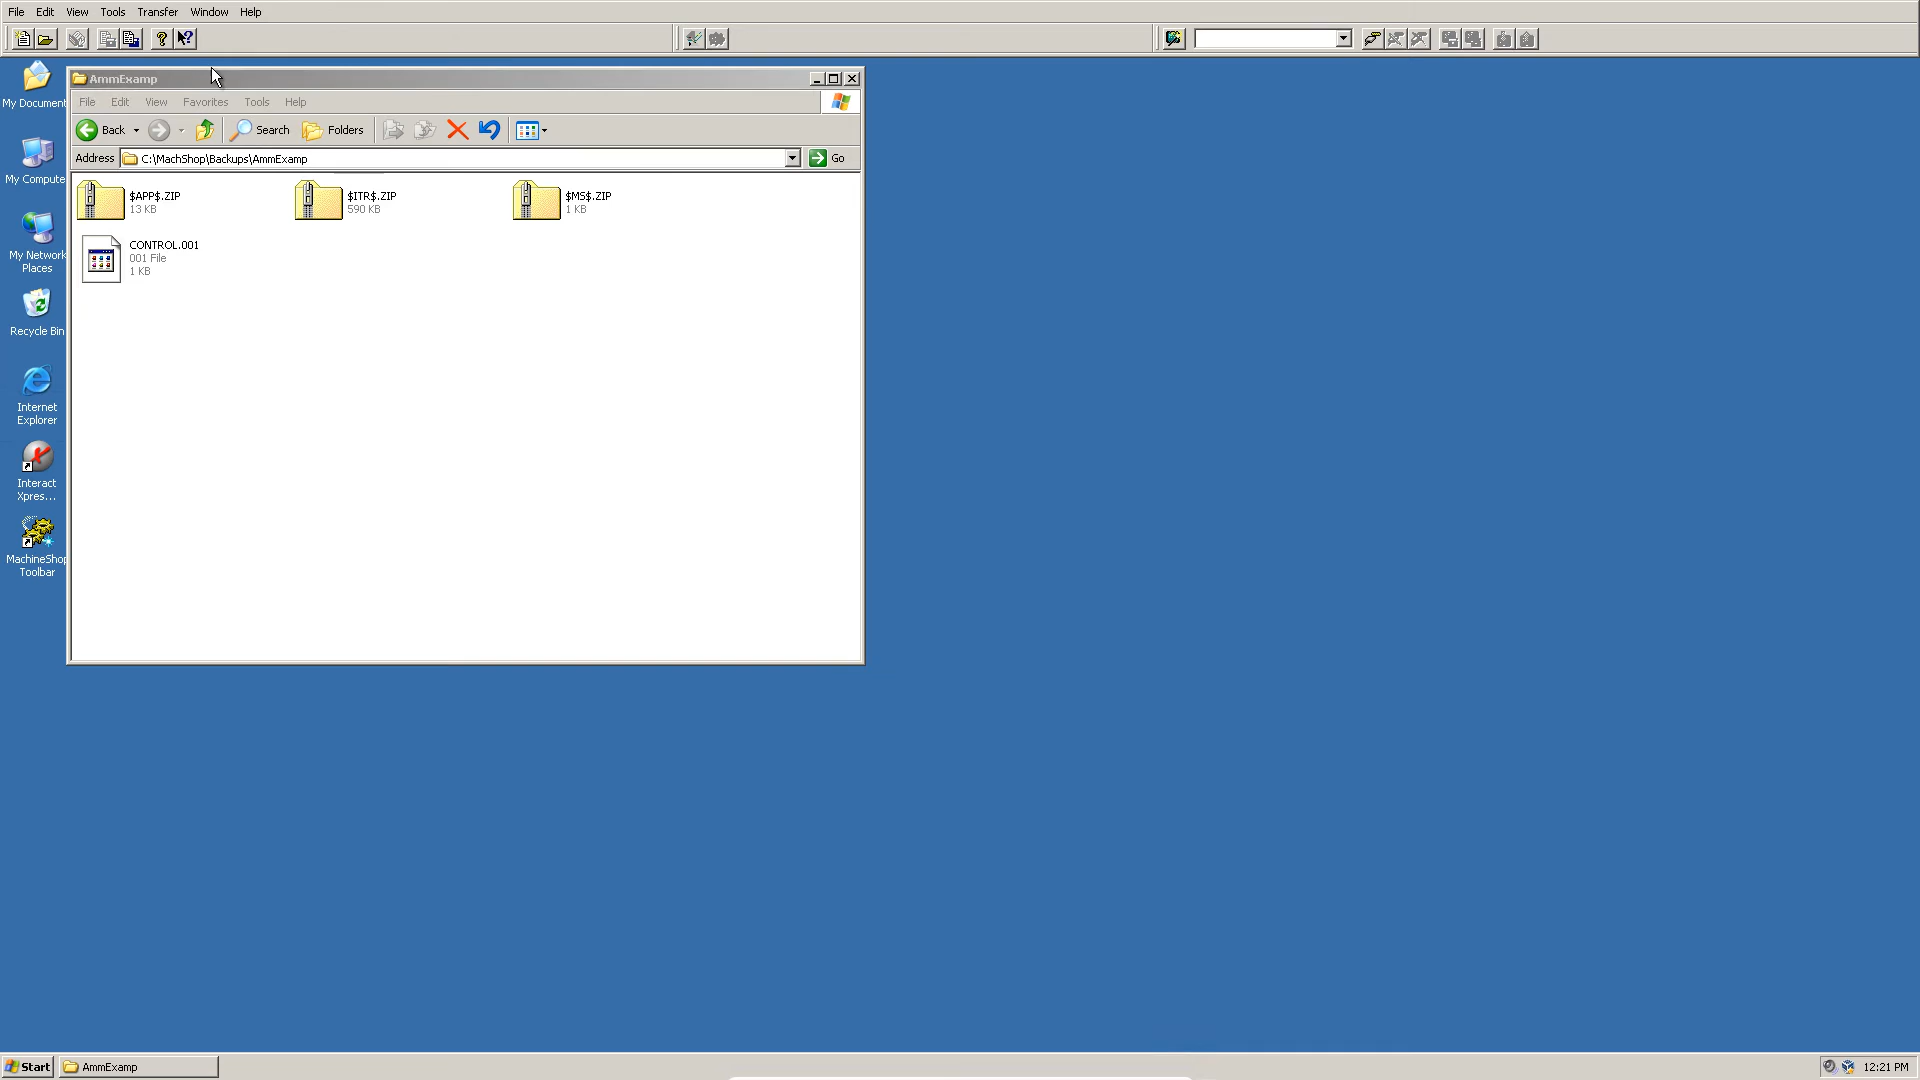 File Edit View Tools Transfer Window Help
AmmExamp
File Edit View Favorites Tools Help
Back Search Folders
Address C:\MachShop\Backups\AmmExamp Go
$APP$.ZIP
13 KB
$ITR$.ZIP
590 KB
$MS$.ZIP
1 KB
CONTROL.001
001 File
1 KB
My Document
My Compute
My Network
Places
Recycle Bin
Internet
Explorer
Interact
Xpres...
MachineShop
Toolbar
Start AmmExamp 12:21 PM